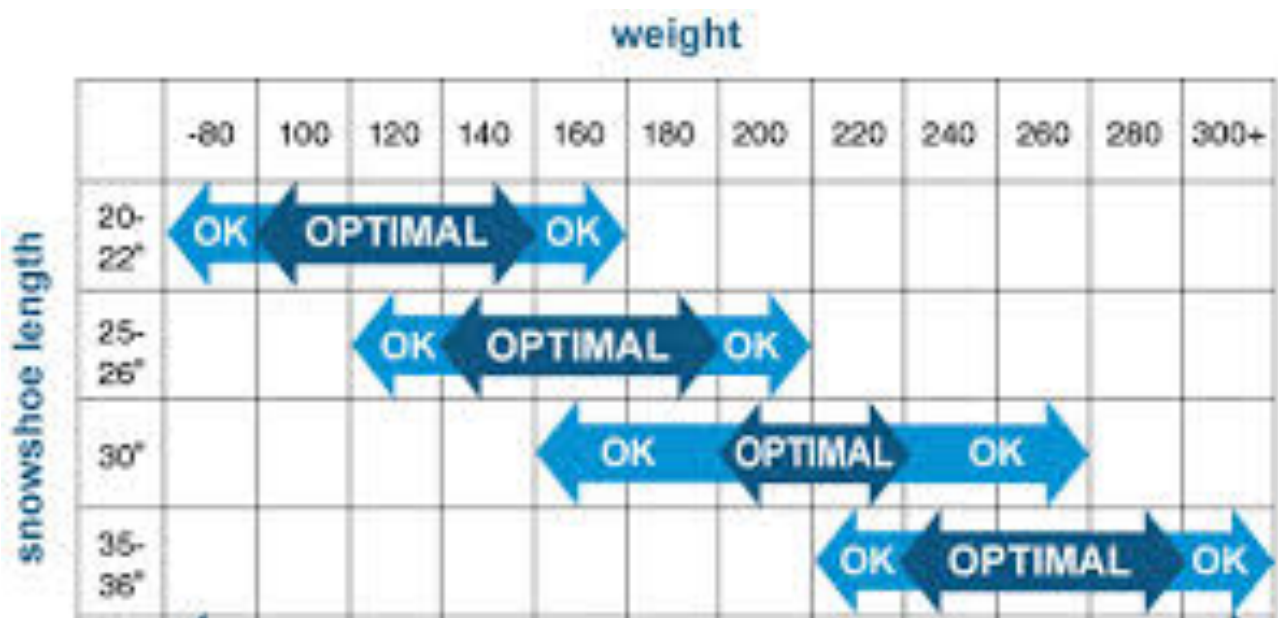 weight
-80 100 120 140 160 180 200 220 240 260 280 300+
snowshoe length
20-
22"
OK OPTIMAL OK
25-
26"
OK OPTIMAL OK
30"
OK OPTIMAL OK
35-
36"
OK OPTIMAL OK